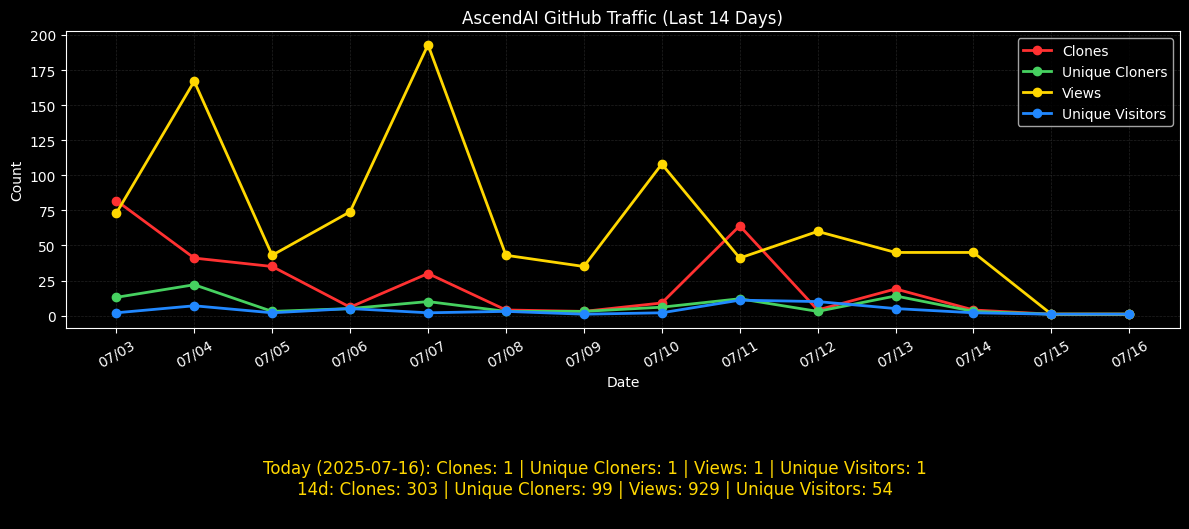 AscendAI GitHub Traffic (Last 14 Days)
200
175
150
125
100
75
50
25
0
Count
Clones
Unique Cloners
Views
Unique Visitors
07/03
07/04
07/05
07/06
07/07
07/08
07/09
07/10
07/11
07/12
07/13
07/14
07/15
07/16
Date
Today (2025-07-16): Clones: 1 | Unique Cloners: 1 | Views: 1 | Unique Visitors: 1
14d: Clones: 303 | Unique Cloners: 99 | Views: 929 | Unique Visitors: 54